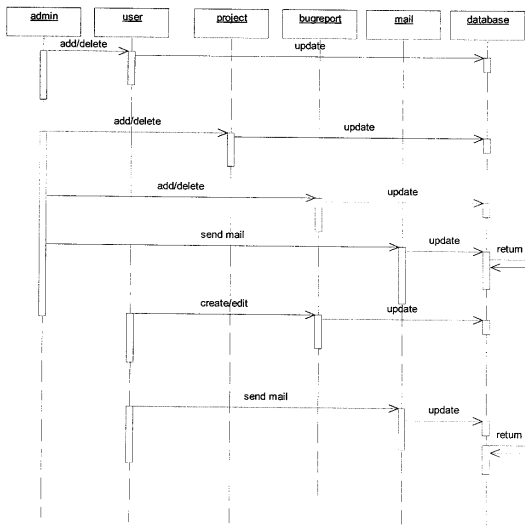 admin user project bugreport mail database
add/delete
update
add/delete
update
add/delete
update
send mail
update
return
create/edit
update
send mail
update
return